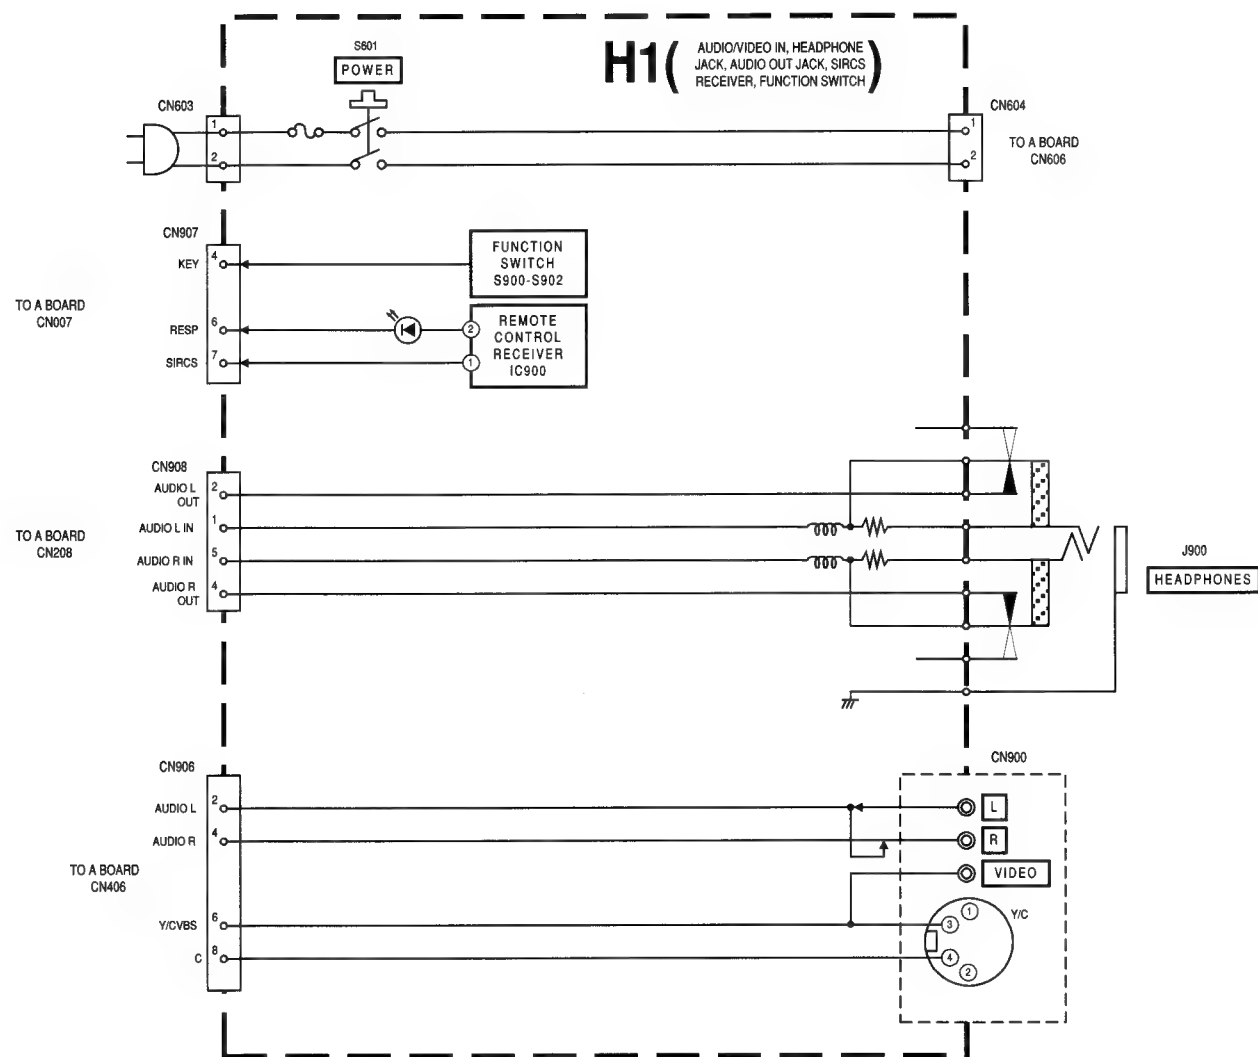 H1 ( AUDIO/VIDEO IN, HEADPHONE
JACK, AUDIO OUT JACK, SIRCS
RECEIVER, FUNCTION SWITCH )
S601
POWER
CN603
1
2
CN604
1
2
TO A BOARD
CN606
CN907
KEY
4
RESP
6
SIRCS
7
TO A BOARD
CN007
FUNCTION
SWITCH
S900-S902
REMOTE
CONTROL
RECEIVER
IC900
2
1
CN908
AUDIO L
OUT
2
AUDIO L IN
1
AUDIO R IN
5
AUDIO R
OUT
4
TO A BOARD
CN208
J900
HEADPHONES
CN906
AUDIO L
2
AUDIO R
4
TO A BOARD
CN406
Y/CVBS
6
C
8
CN900
L
R
VIDEO
Y/C
1
3
4
2